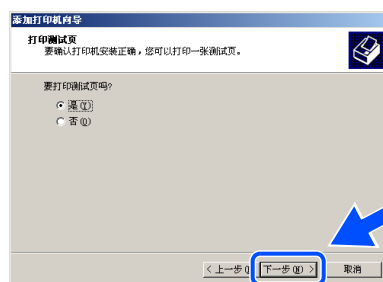 添加打印机向导
打印测试页
要确认打印机安装正确，您可以打印一张测试页。
要打印测试页吗?
是(Y)
否(O)
< 上一步(
下一步(N) >
取消